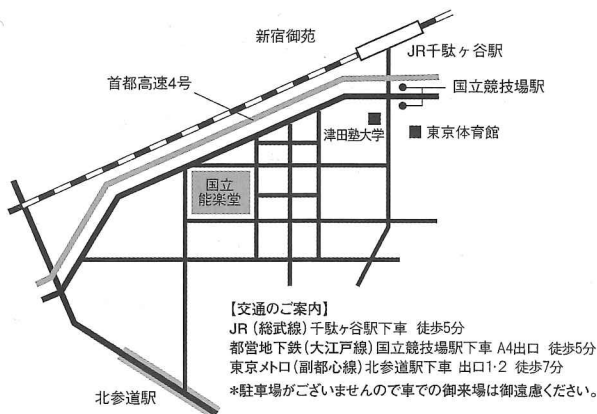 新宿御苑
JR千駄ヶ谷駅
首都高速4号
国立競技場駅
津田塾大学
東京体育館
国立
能楽堂
【交通のご案内】
JR（総武線）千駄ヶ谷駅下車 徒歩5分
都営地下鉄（大江戸線）国立競技場駅下車 A4出口 徒歩5分
東京メトロ（副都心線）北参道駅下車 出口1・2 徒歩7分
*駐車場がございませんので車での御来場は御遠慮ください。
北参道駅